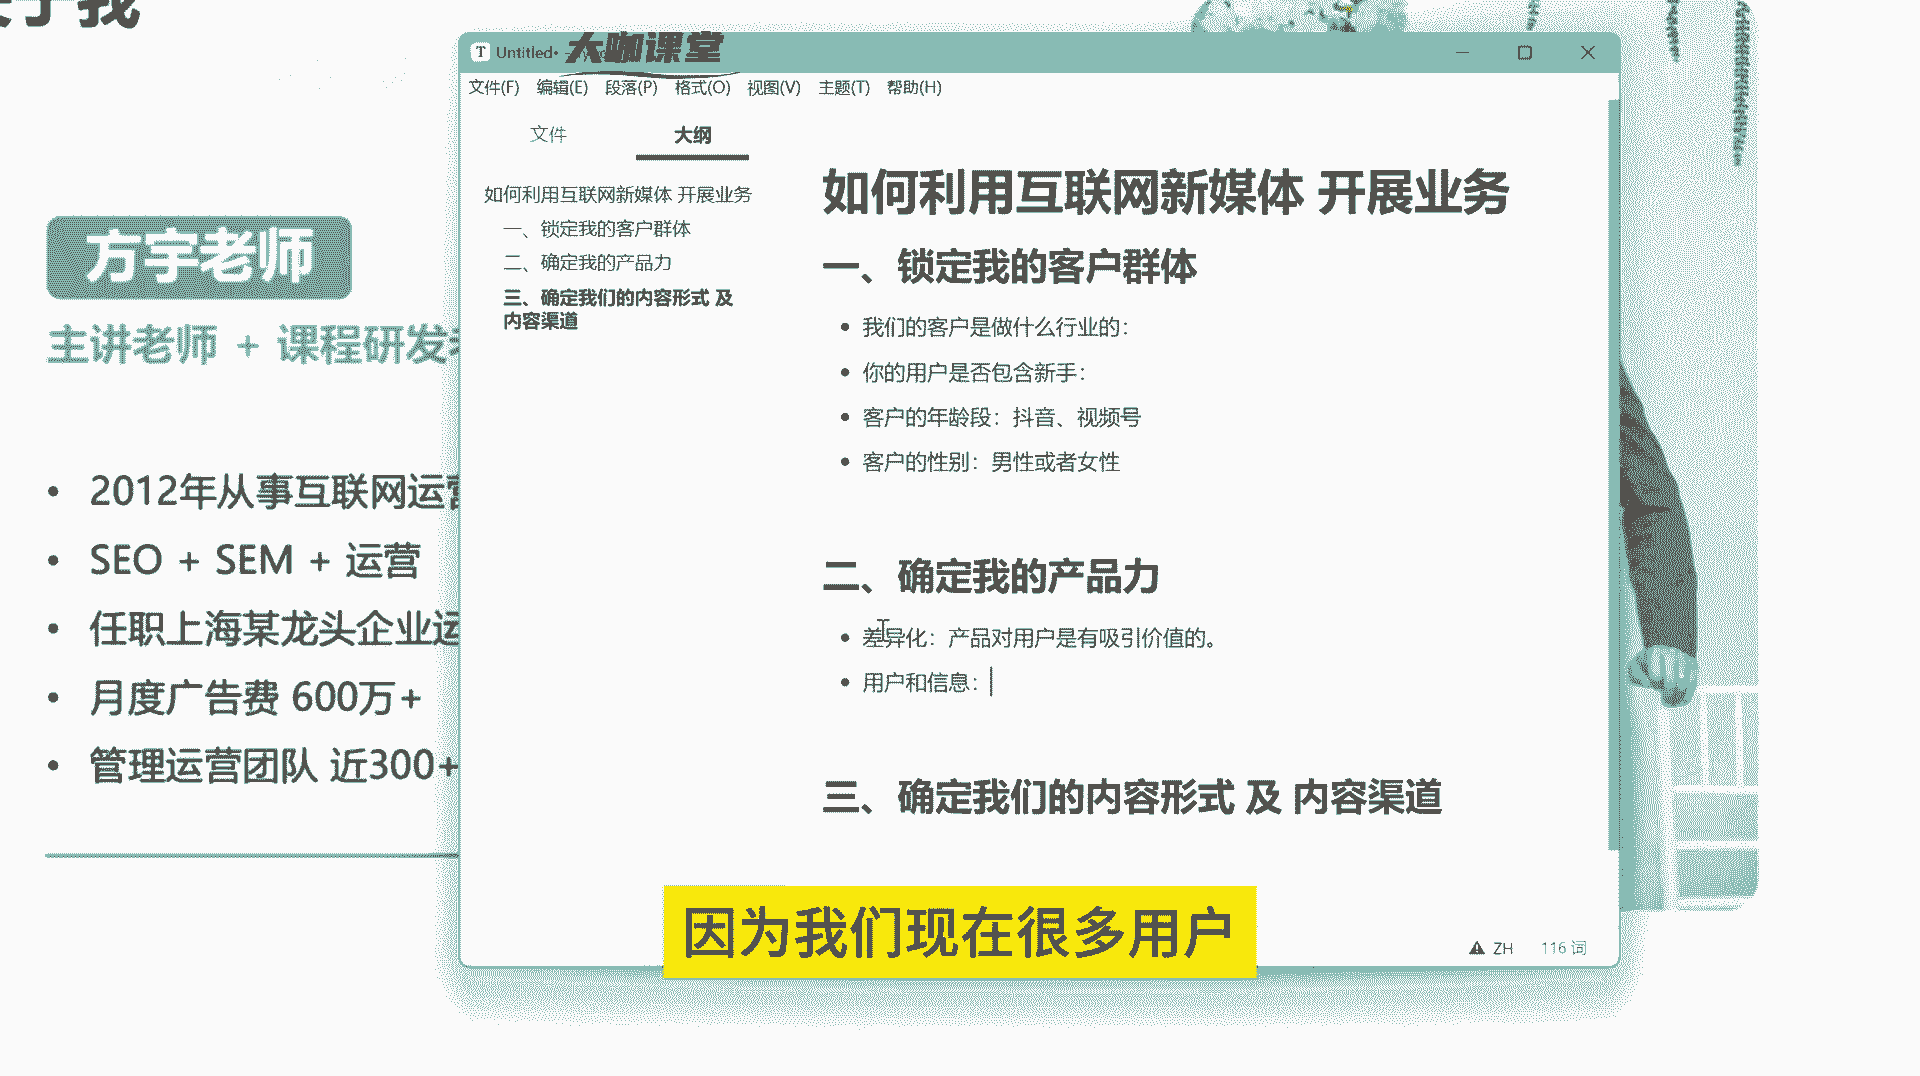 于我
方宇老师
主讲老师 + 课程研发
2012年从事互联网运营
SEO + SEM + 运营
任职上海某龙头企业运
月度广告费 600万+
管理运营团队 近300+
T Untitled•
大咖课堂
文件(F) 编辑(E) 段落(P) 格式(O) 视图(V) 主题(T) 帮助(H)
文件 大纲
如何利用互联网新媒体 开展业务
一、锁定我的客户群体
二、确定我的产品力
三、确定我们的内容形式 及
内容渠道
如何利用互联网新媒体 开展业务
一、锁定我的客户群体
我们的客户是做什么行业的：
你的用户是否包含新手：
客户的年龄段：抖音、视频号
客户的性别：男性或者女性
二、确定我的产品力
差异化：产品对用户是有吸引价值的。
用户和信息：
三、确定我们的内容形式 及 内容渠道
因为我们现在很多用户
ZH 116 词